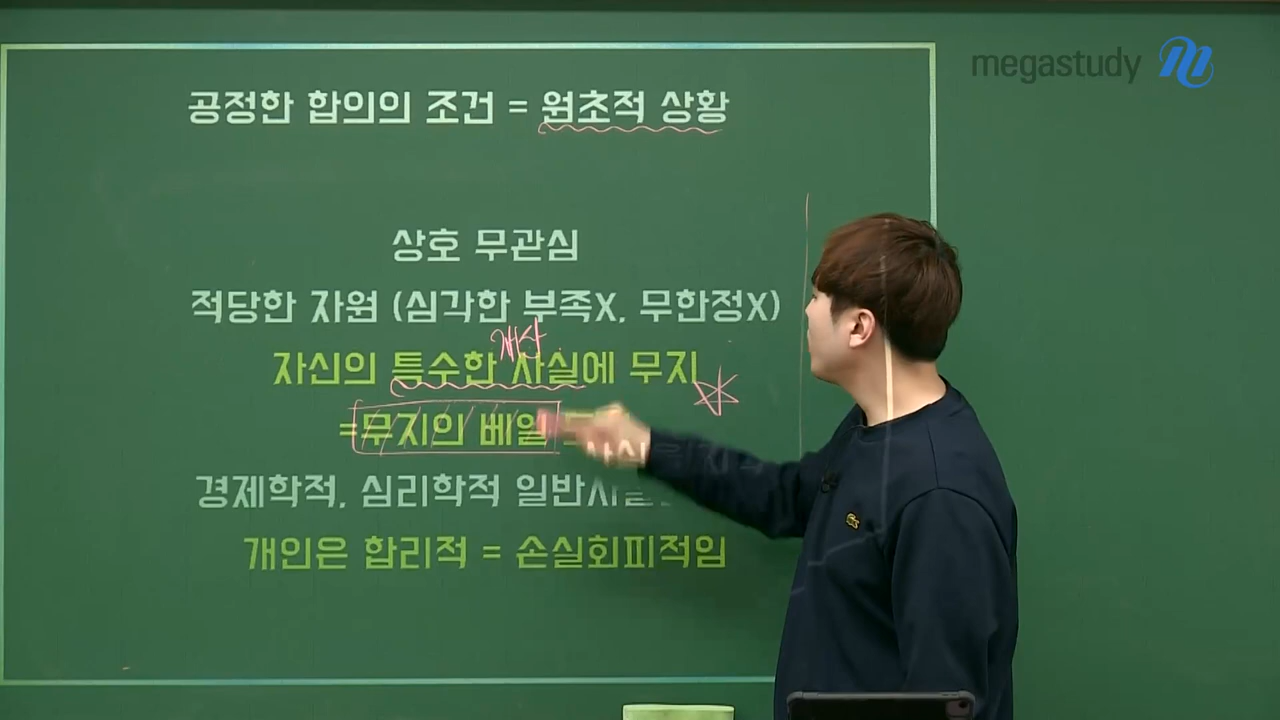 megastudy
공정한 합의의 조건 = 원초적 상황
상호 무관심
적당한 자원 (심각한 부족X, 무한정X)
개산
자신의 특수한 사실에 무지
=무지의 베일
경제학적, 심리학적 일반사실
개인은 합리적 = 손실회피적임